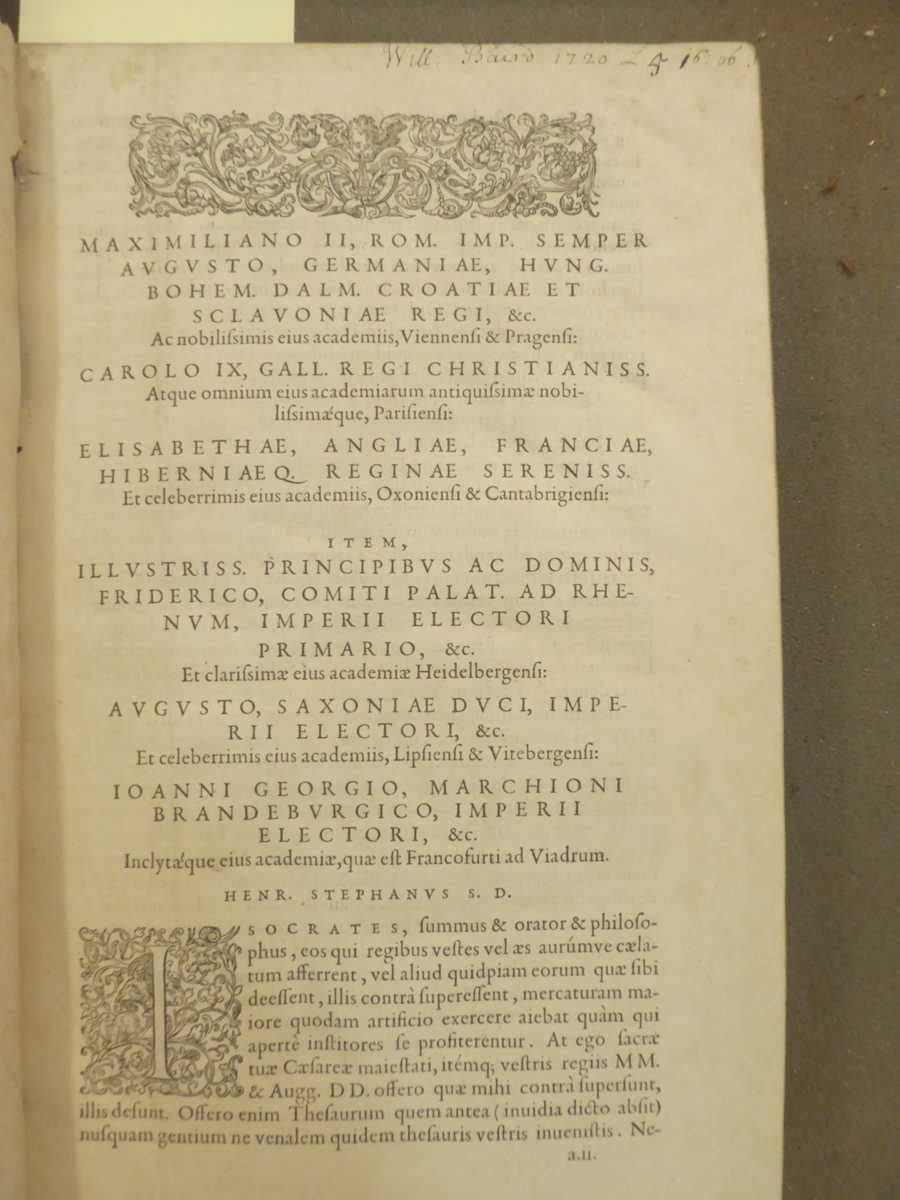 Will: Baird 1720
MAXIMILIANO II, ROM. IMP. SEMPER
AVGVSTO, GERMANIAE, HVNG.
BOHEM. DALM. CROATIAE ET
SCLAVONIAE REGI, &c.
Ac nobilißimis eius academiis, Viennenſi & Pragenſi:
CAROLO IX, GALL. REGI CHRISTIANISS.
Atque omnium eius academiarum antiquiſsimæ nobi-
liſsimǽque, Pariſienſi:
ELISABETHAE, ANGLIAE, FRANCIAE,
HIBERNIAEQ. REGINAE SERENISS.
Et celeberrimis eius academiis, Oxonienſi & Cantabrigienſi:
ITEM,
ILLVSTRISS. PRINCIPIBVS AC DOMINIS,
FRIDERICO, COMITI PALAT. AD RHE-
NVM, IMPERII ELECTORI
PRIMARIO, &c.
Et clariſsimæ eius academiæ Heidelbergenſi:
AVGVSTO, SAXONIAE DVCI, IMPE-
RII ELECTORI, &c.
Et celeberrimis eius academiis, Lipſienſi & Vitebergenſi:
IOANNI GEORGIO, MARCHIONI
BRANDEBVRGICO, IMPERII
ELECTORI, &c.
Inclytǽque eius academiæ, quæ eſt Francofurti ad Viadrum.
HENR. STEPHANVS S. D.
ISOCRATES, ſummus & orator & philoſo-
phus, eos qui regibus veſtes vel æs aurúmve cæla-
tum afferrent, vel aliud quidpiam eorum quæ ſibi
deeſſent, illis contrà ſupereſſent, mercaturam ma-
iore quodam artificio exercere aiebat quàm qui
apertè inſtitores ſe profiterentur. At ego ſacræ
tuæ Cæſareæ maieſtati, itémq; veſtris regiis MM.
& Augg. DD. offero quæ mihi contrà ſuperſunt,
illis deſunt. Offero enim Theſaurum quem antea (inuidia dicto abſit)
nuſquam gentium ne venalem quidem theſauris veſtris inueniſtis. Ne-
a.ii.